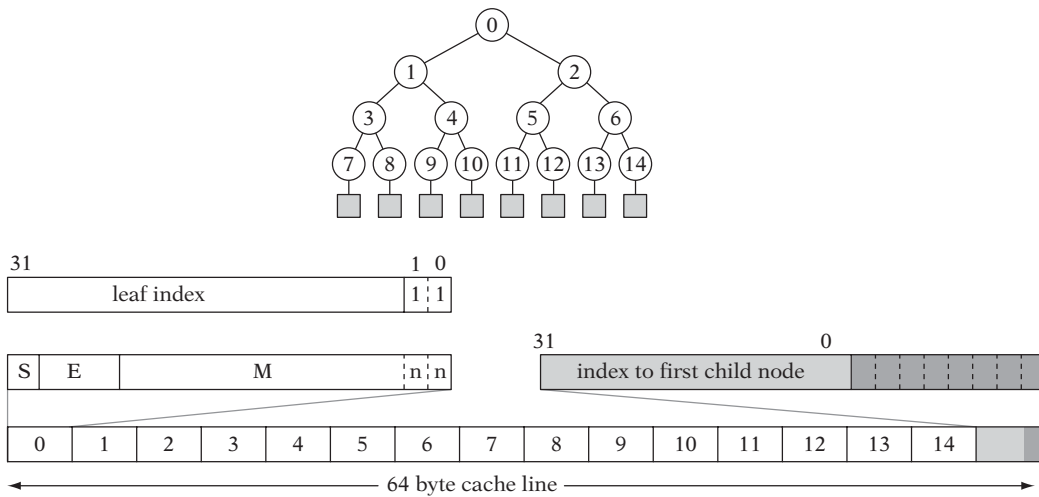 0
1 2
3 4 5 6
7 8 9 10 11 12 13 14
31 1 0
leaf index 1 1
31 0
S E M n n index to first child node
0 1 2 3 4 5 6 7 8 9 10 11 12 13 14
64 byte cache line